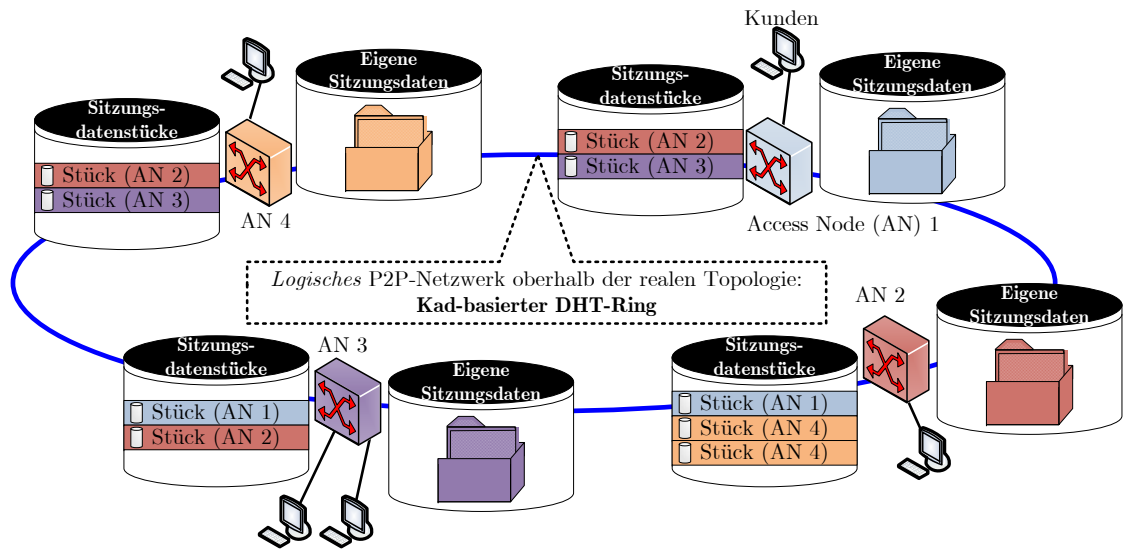 Kunden
Eigene
Sitzungsdaten
Sitzungs-
datenstücke
Eigene
Sitzungsdaten
Sitzungs-
datenstücke
Stück (AN 2)
Stück (AN 3)
Stück (AN 2)
Stück (AN 3)
AN 4
Access Node (AN) 1
Logisches P2P-Netzwerk oberhalb der realen Topologie:
Kad-basierter DHT-Ring
AN 2
Eigene
Sitzungsdaten
AN 3
Sitzungs-
datenstücke
Eigene
Sitzungsdaten
Sitzungs-
datenstücke
Stück (AN 1)
Stück (AN 2)
Stück (AN 1)
Stück (AN 4)
Stück (AN 4)